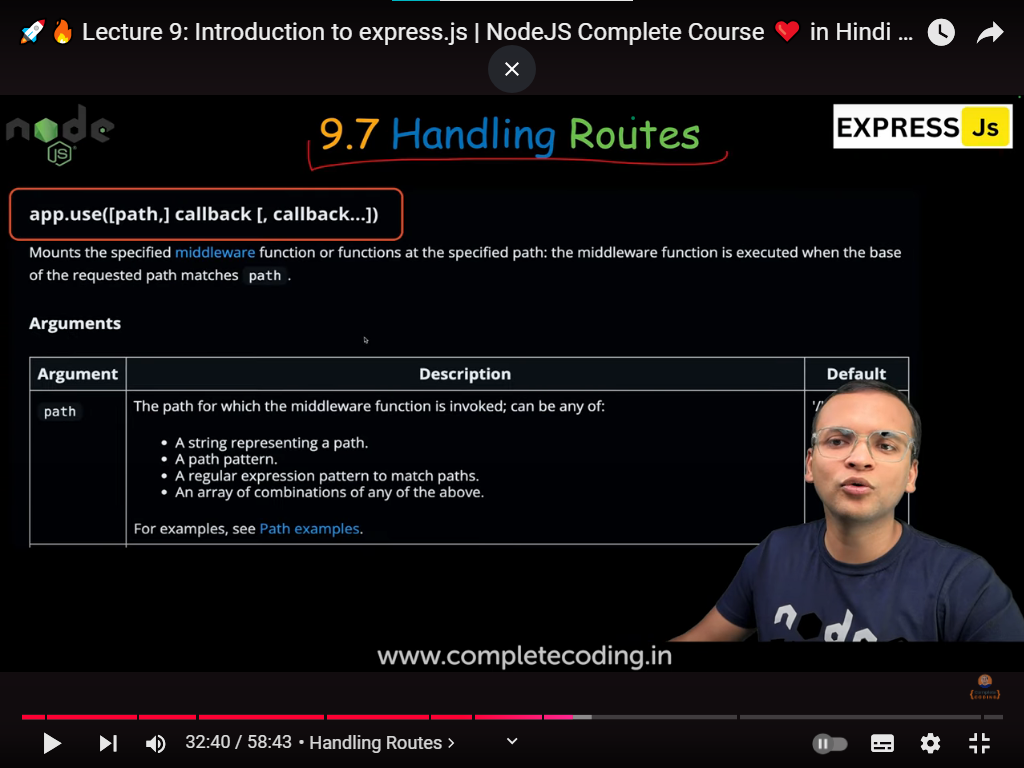 🚀🔥 Lecture 9: Introduction to express.js | NodeJS Complete Course ❤️ in Hindi ...
node
JS
9.7 Handling Routes
EXPRESS Js
app.use([path,] callback [, callback...])
Mounts the specified middleware function or functions at the specified path: the middleware function is executed when the base
of the requested path matches path.
Arguments
Argument Description Default
path The path for which the middleware function is invoked; can be any of:
• A string representing a path.
• A path pattern.
• A regular expression pattern to match paths.
• An array of combinations of any of the above.
For examples, see Path examples.
www.completecoding.in
32:40 / 58:43 • Handling Routes